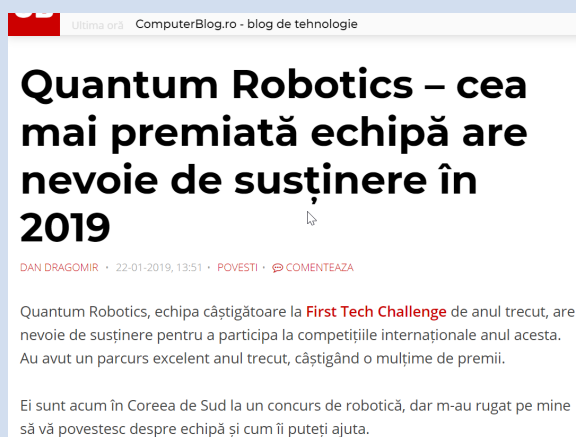 Ultima oră ComputerBlog.ro - blog de tehnologie
Quantum Robotics – cea
mai premiată echipă are
nevoie de susținere în
2019
DAN DRAGOMIR • 22-01-2019, 13:51 • POVESTI • COMENTEAZA
Quantum Robotics, echipa câștigătoare la First Tech Challenge de anul trecut, are
nevoie de susținere pentru a participa la competițiile internaționale anul acesta.
Au avut un parcurs excelent anul trecut, câștigând o mulțime de premii.
Ei sunt acum în Coreea de Sud la un concurs de robotică, dar m-au rugat pe mine
să vă povestesc despre echipă și cum îi puteți ajuta.